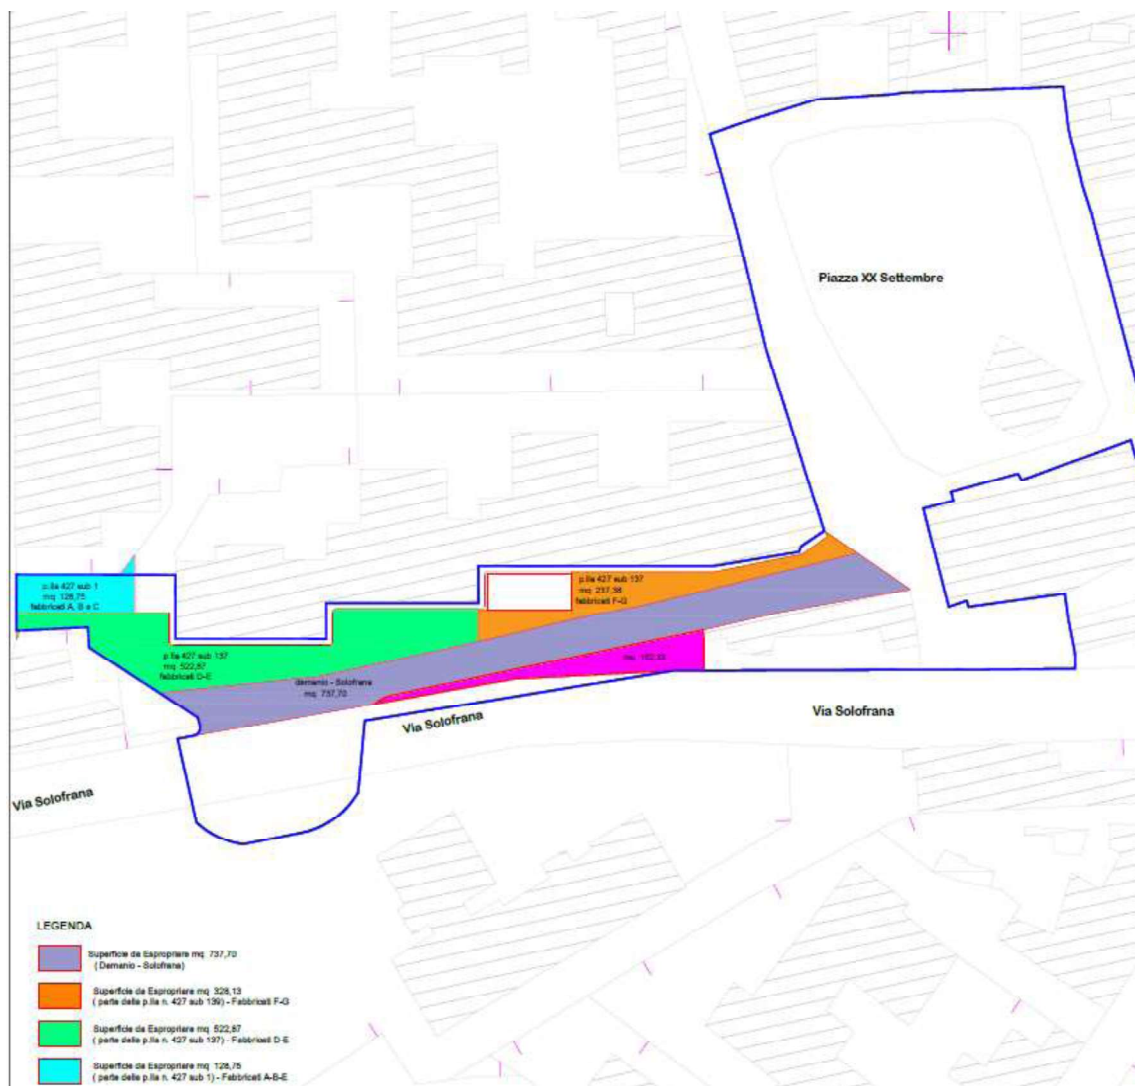 Piazza XX Settembre
p.lla 427 sub 1
mq 128,75
fabbricati A, B e C
p.lla 427 sub 137
mq 237,38
fabbricati F-G
p.lla 427 sub 137
mq 522,87
fabbricati D-E
demanio - Solofrana
mq 737,70
mq
Via Solofrana
Via Solofrana
Via Solofrana
LEGENDA
Superficie da Espropriare mq 737,70
( Demanio - Solofrana)
Superficie da Espropriare mq 328,13
( parte della p.lla n. 427 sub 139) - Fabbricati F-G
Superficie da Espropriare mq 522,87
( parte della p.lla n. 427 sub 137) - Fabbricati D-E
Superficie da Espropriare mq 128,75
( parte della p.lla n. 427 sub 1) - Fabbricati A-B-E